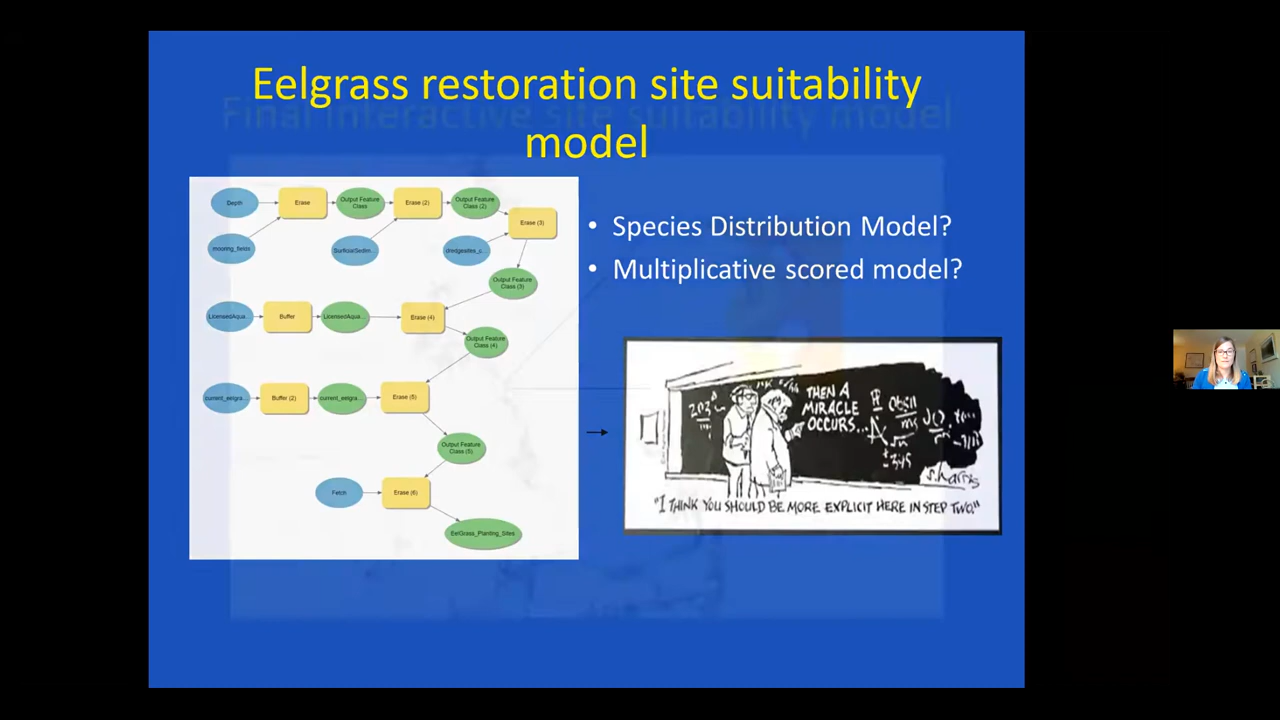 Eelgrass restoration site suitability
model
Final interactive site suitability model
Depth
Erase
Output Feature
Class
Erase (2)
Output Feature
Class (2)
Erase (3)
mooring_fields
SurficialSedim...
dredgesites_c...
Output Feature
Class (3)
LicensedAqua...
Buffer
LicensedAqua...
Erase (4)
Output Feature
Class (4)
current_eelgra...
Buffer (2)
current_eelgra...
Erase (5)
Output Feature
Class (5)
Fetch
Erase (6)
EelGrass_Planting_Sites
• Species Distribution Model?
• Multiplicative scored model?
THEN A
MIRACLE
OCCURS...
S. Harris
"I THINK YOU SHOULD BE MORE EXPLICIT HERE IN STEP TWO."